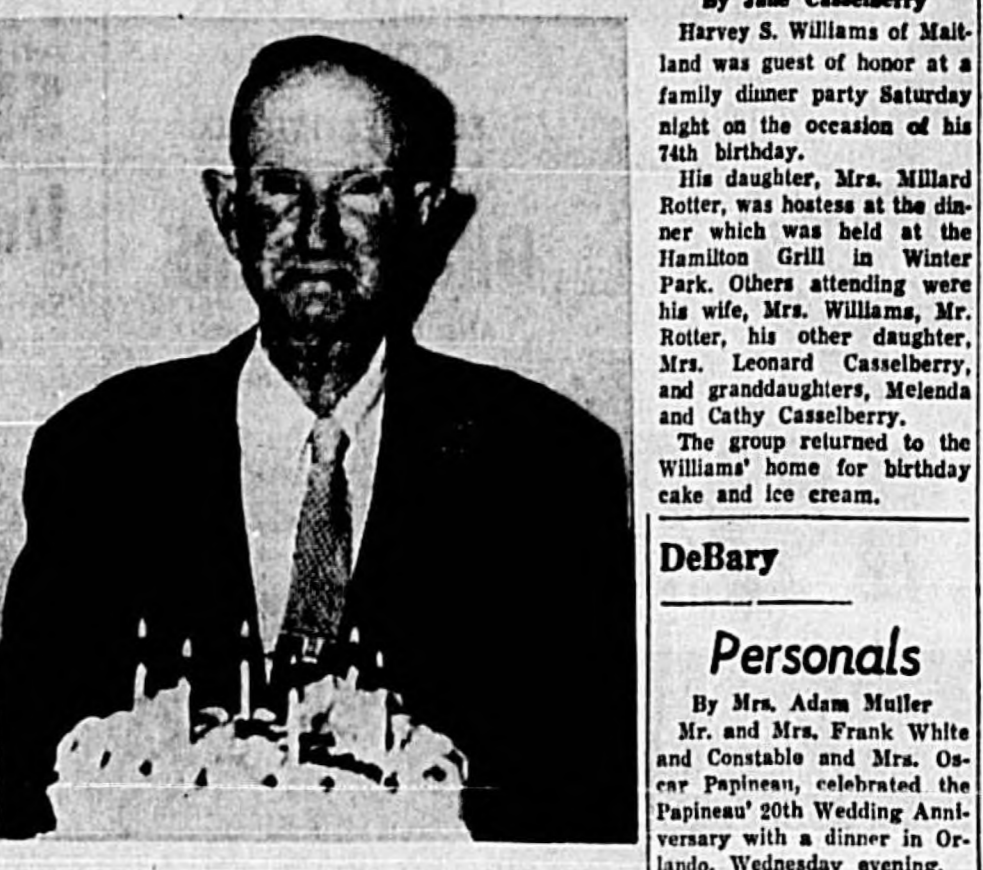 By Jane Casselberry
Harvey S. Williams of Mait-
land was guest of honor at a
family dinner party Saturday
night on the occasion of his
74th birthday.
His daughter, Mrs. Millard
Rotter, was hostess at the din-
ner which was held at the
Hamilton Grill in Winter
Park. Others attending were
his wife, Mrs. Williams, Mr.
Rotter, his other daughter,
Mrs. Leonard Casselberry,
and granddaughters, Melenda
and Cathy Casselberry.
The group returned to the
Williams' home for birthday
cake and ice cream.
DeBary
Personals
By Mrs. Adam Muller
Mr. and Mrs. Frank White
and Constable and Mrs. Os-
car Papineau, celebrated the
Papineau' 20th Wedding Anni-
versary with a dinner in Or-
lando, Wednesday evening.